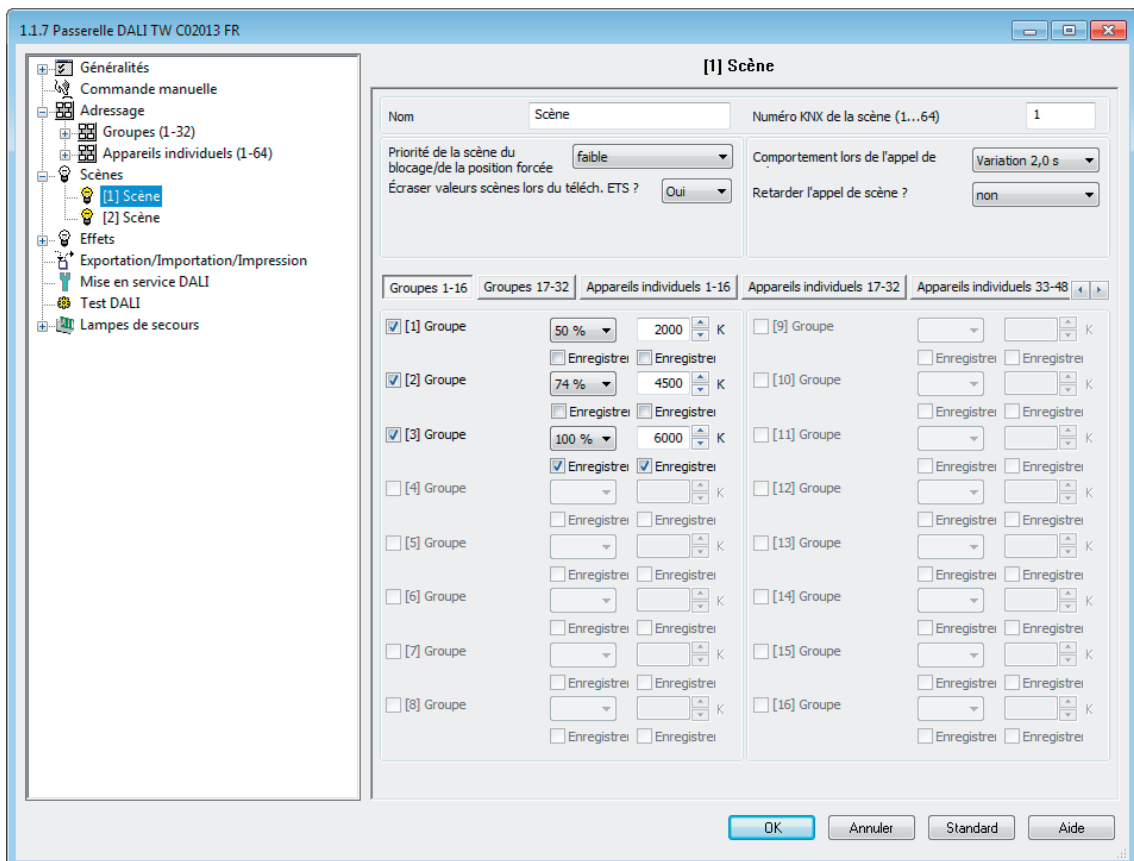 1.1.7 Passerelle DALI TW C02013 FR
Généralités
Commande manuelle
Adressage
Groupes (1-32)
Appareils individuels (1-64)
Scènes
[1] Scène
[2] Scène
Effets
Exportation/Importation/Impression
Mise en service DALI
Test DALI
Lampes de secours
[1] Scène
Nom Scène Numéro KNX de la scène (1...64) 1
Priorité de la scène du
blocage/de la position forcée faible
Écraser valeurs scènes lors du téléch. ETS ? Oui
Comportement lors de l'appel de Variation 2,0 s
Retarder l'appel de scène ? non
Groupes 1-16 Groupes 17-32 Appareils individuels 1-16 Appareils individuels 17-32 Appareils individuels 33-48
[1] Groupe 50 % 2000 K
Enregistrer Enregistrer
[2] Groupe 74 % 4500 K
Enregistrer Enregistrer
[3] Groupe 100 % 6000 K
Enregistrer Enregistrer
[4] Groupe K
Enregistrer Enregistrer
[5] Groupe K
Enregistrer Enregistrer
[6] Groupe K
Enregistrer Enregistrer
[7] Groupe K
Enregistrer Enregistrer
[8] Groupe K
Enregistrer Enregistrer
[9] Groupe K
Enregistrer Enregistrer
[10] Groupe K
Enregistrer Enregistrer
[11] Groupe K
Enregistrer Enregistrer
[12] Groupe K
Enregistrer Enregistrer
[13] Groupe K
Enregistrer Enregistrer
[14] Groupe K
Enregistrer Enregistrer
[15] Groupe K
Enregistrer Enregistrer
[16] Groupe K
Enregistrer Enregistrer
OK Annuler Standard Aide